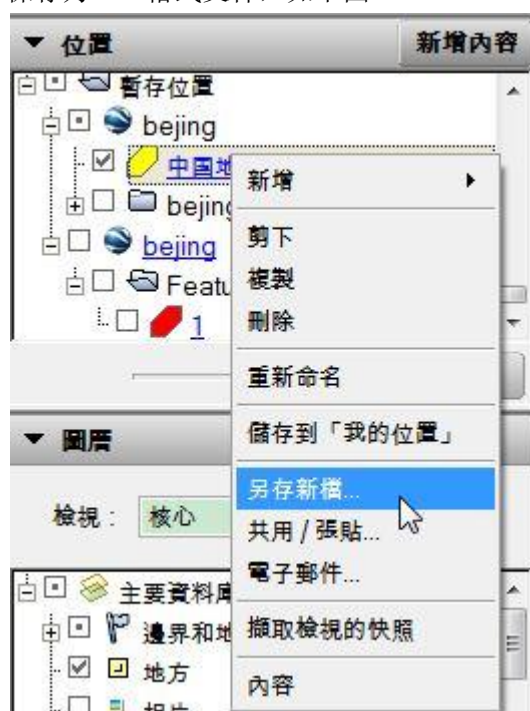 位置 新增內容
暫存位置
bejing
中国地
bejing
bejing
Featu
1
新增
剪下
複製
刪除
重新命名
儲存到「我的位置」
另存新檔...
共用 / 張貼...
電子郵件...
擷取檢視的快照
內容
圖層
檢視： 核心
主要資料庫
邊界和地
地方